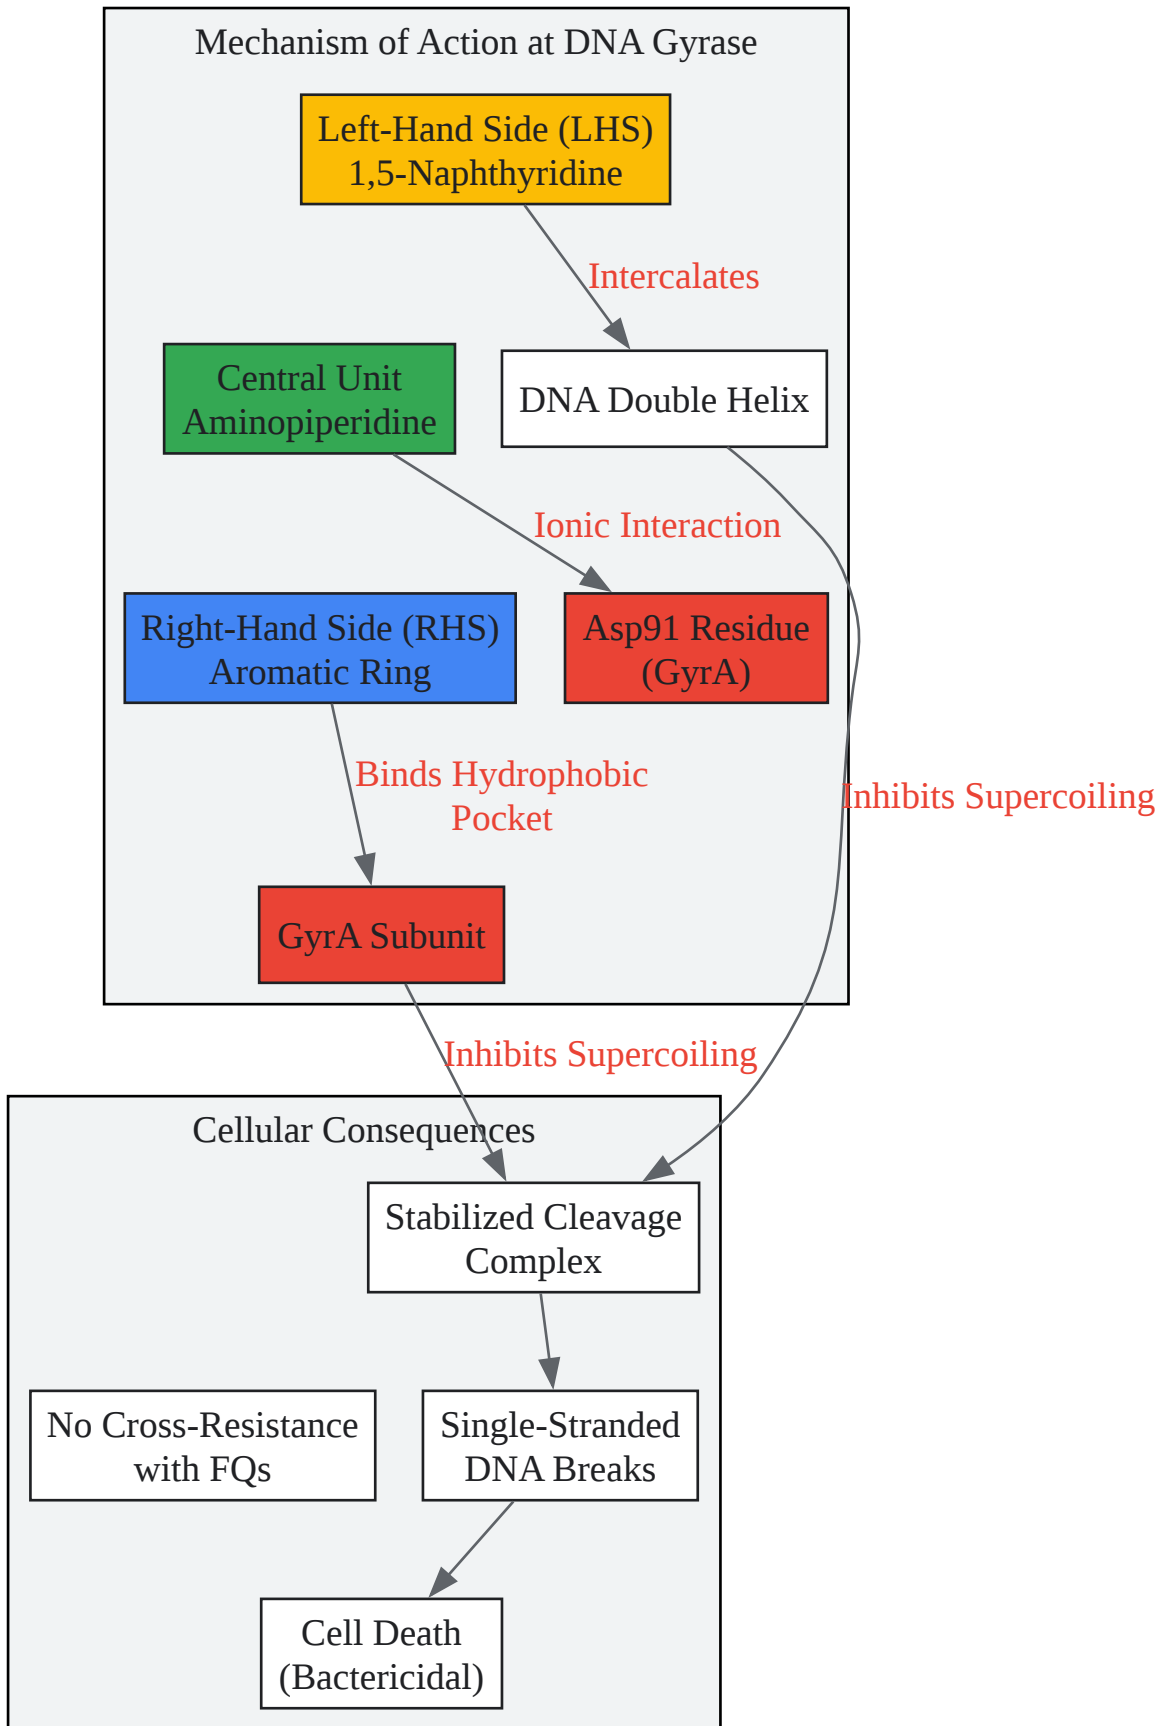 Mechanism of Action at DNA Gyrase
Left-Hand Side (LHS)
1,5-Naphthyridine
Intercalates
Central Unit
Aminopiperidine
DNA Double Helix
Ionic Interaction
Right-Hand Side (RHS)
Aromatic Ring
Asp91 Residue
(GyrA)
Binds Hydrophobic
Pocket
Inhibits Supercoiling
GyrA Subunit
Inhibits Supercoiling
Cellular Consequences
Stabilized Cleavage
Complex
No Cross-Resistance
with FQs
Single-Stranded
DNA Breaks
Cell Death
(Bactericidal)